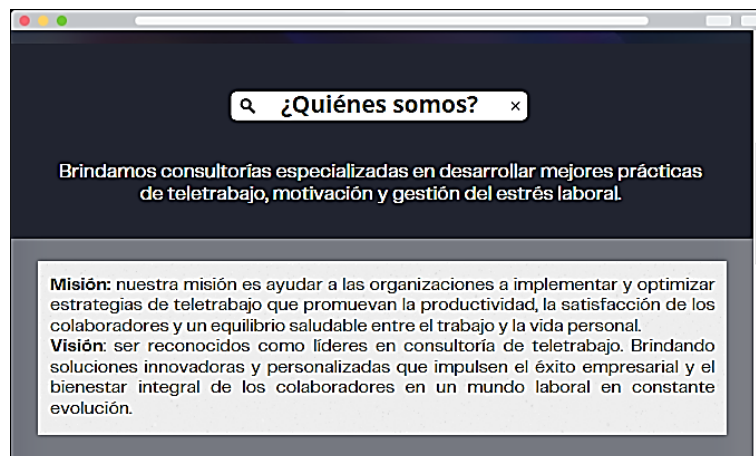 ¿Quiénes somos?
Brindamos consultorías especializadas en desarrollar mejores prácticas
de teletrabajo, motivación y gestión del estrés laboral.
Misión: nuestra misión es ayudar a las organizaciones a implementar y optimizar
estrategias de teletrabajo que promuevan la productividad, la satisfacción de los
colaboradores y un equilibrio saludable entre el trabajo y la vida personal.
Visión: ser reconocidos como líderes en consultoría de teletrabajo. Brindando
soluciones innovadoras y personalizadas que impulsen el éxito empresarial y el
bienestar integral de los colaboradores en un mundo laboral en constante
evolución.